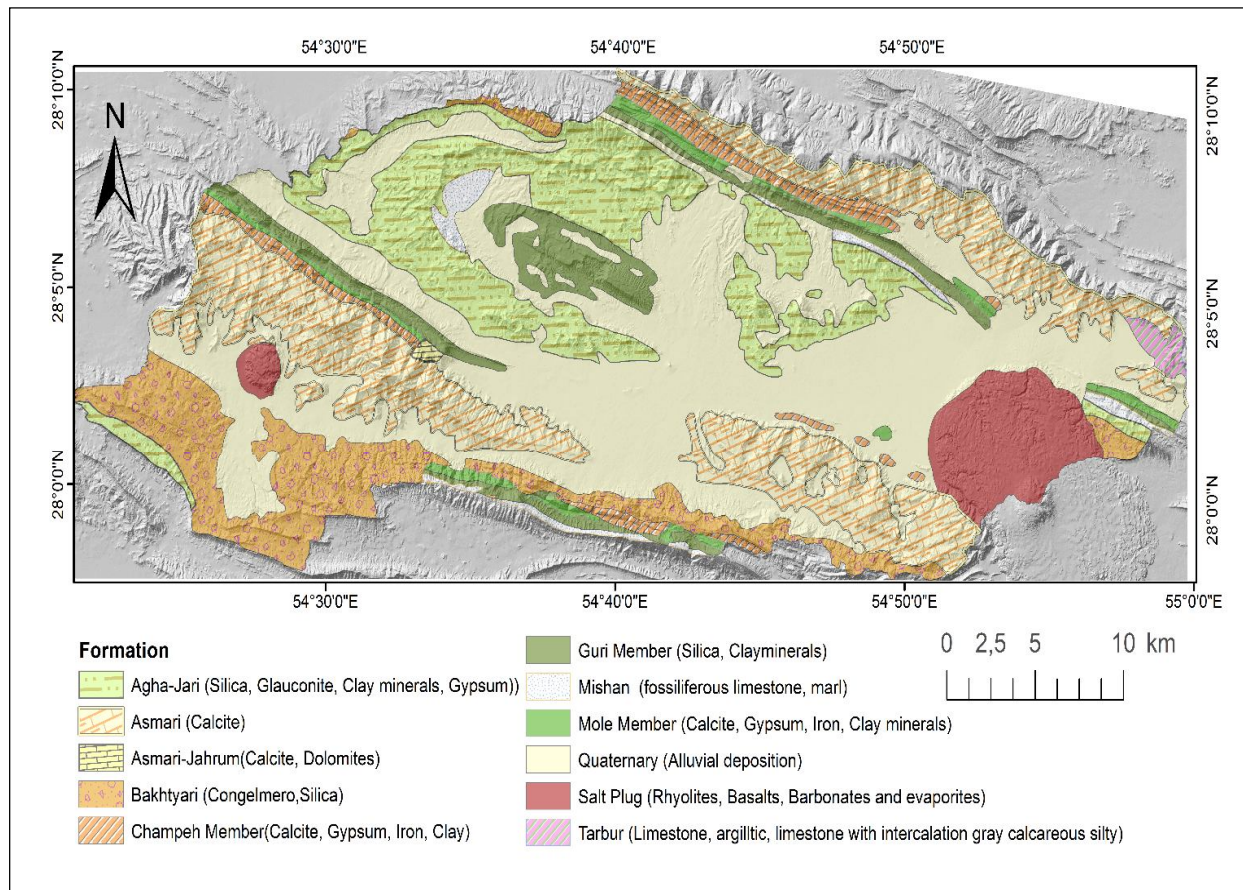 54°30'0"E 54°40'0"E 54°50'0"E
28°10'0"N
28°10'0"N
N
28°5'0"N
28°5'0"N
28°0'0"N
28°0'0"N
54°30'0"E 54°40'0"E 54°50'0"E 55°0'0"E
Formation
Agha-Jari (Silica, Glauconite, Clay minerals, Gypsum))
Asmari (Calcite)
Asmari-Jahrum(Calcite, Dolomites)
Bakhtyari (Congelmero,Silica)
Champeh Member(Calcite, Gypsum, Iron, Clay)
Guri Member (Silica, Clayminerals)
Mishan (fossiliferous limestone, marl)
Mole Member (Calcite, Gypsum, Iron, Clay minerals)
Quaternary (Alluvial deposition)
Salt Plug (Rhyolites, Basalts, Barbonates and evaporites)
Tarbur (Limestone, argilltic, limestone with intercalation gray calcareous silty)
0 2,5 5 10 km